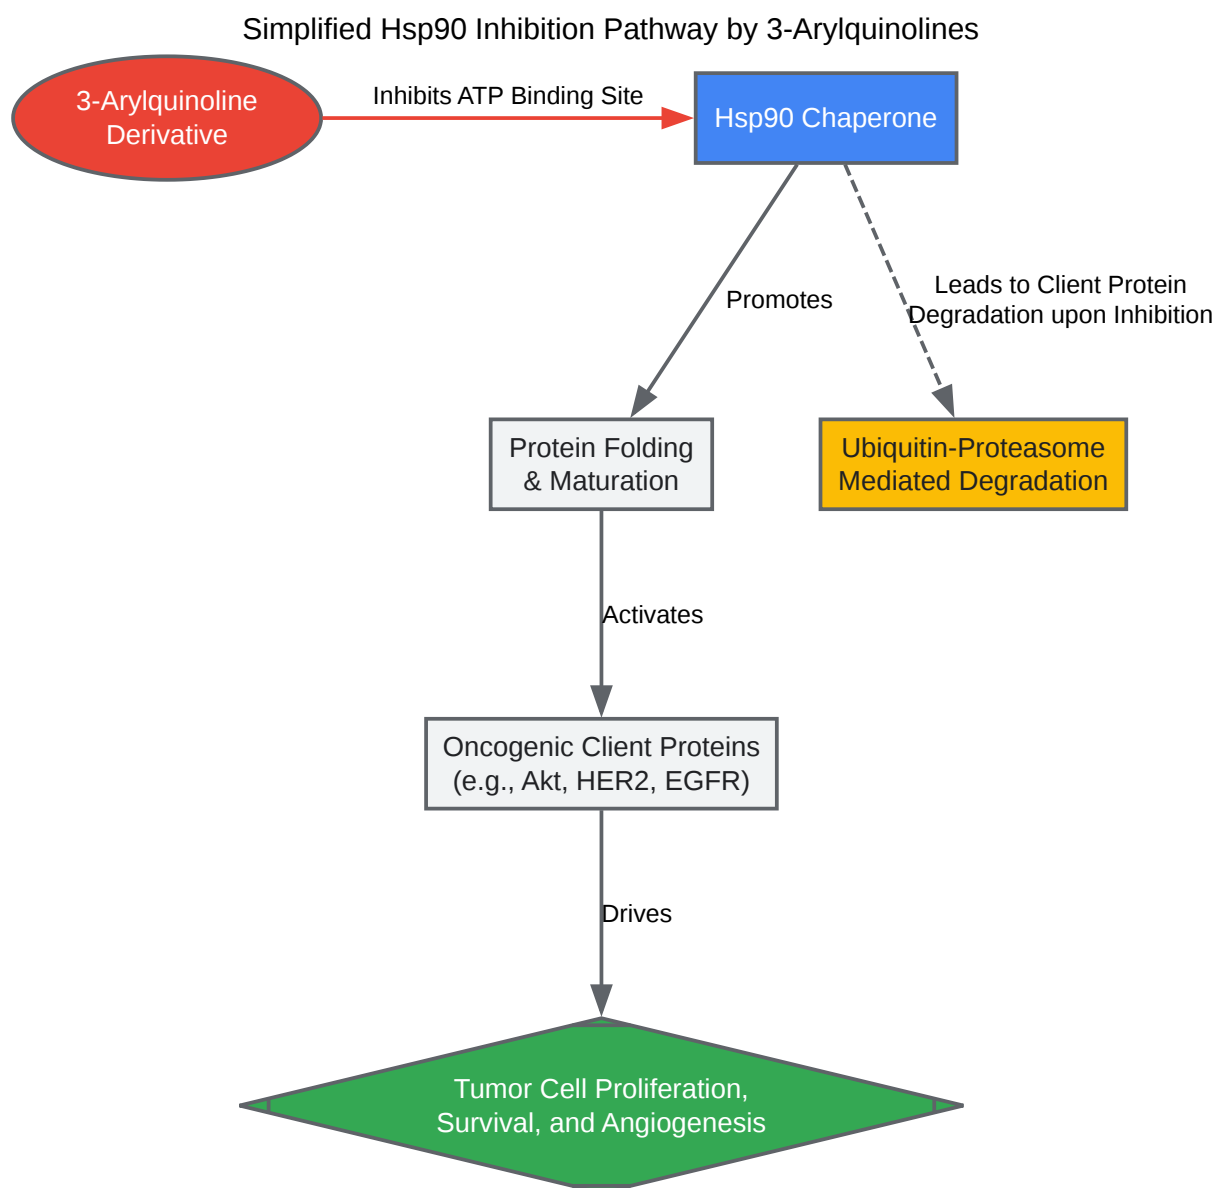 Simplified Hsp90 Inhibition Pathway by 3-Arylquinolines
3-Arylquinoline
Derivative
Inhibits ATP Binding Site
Hsp90 Chaperone
Promotes
Leads to Client Protein
Degradation upon Inhibition
Protein Folding
& Maturation
Ubiquitin-Proteasome
Mediated Degradation
Activates
Oncogenic Client Proteins
(e.g., Akt, HER2, EGFR)
Drives
Tumor Cell Proliferation,
Survival, and Angiogenesis